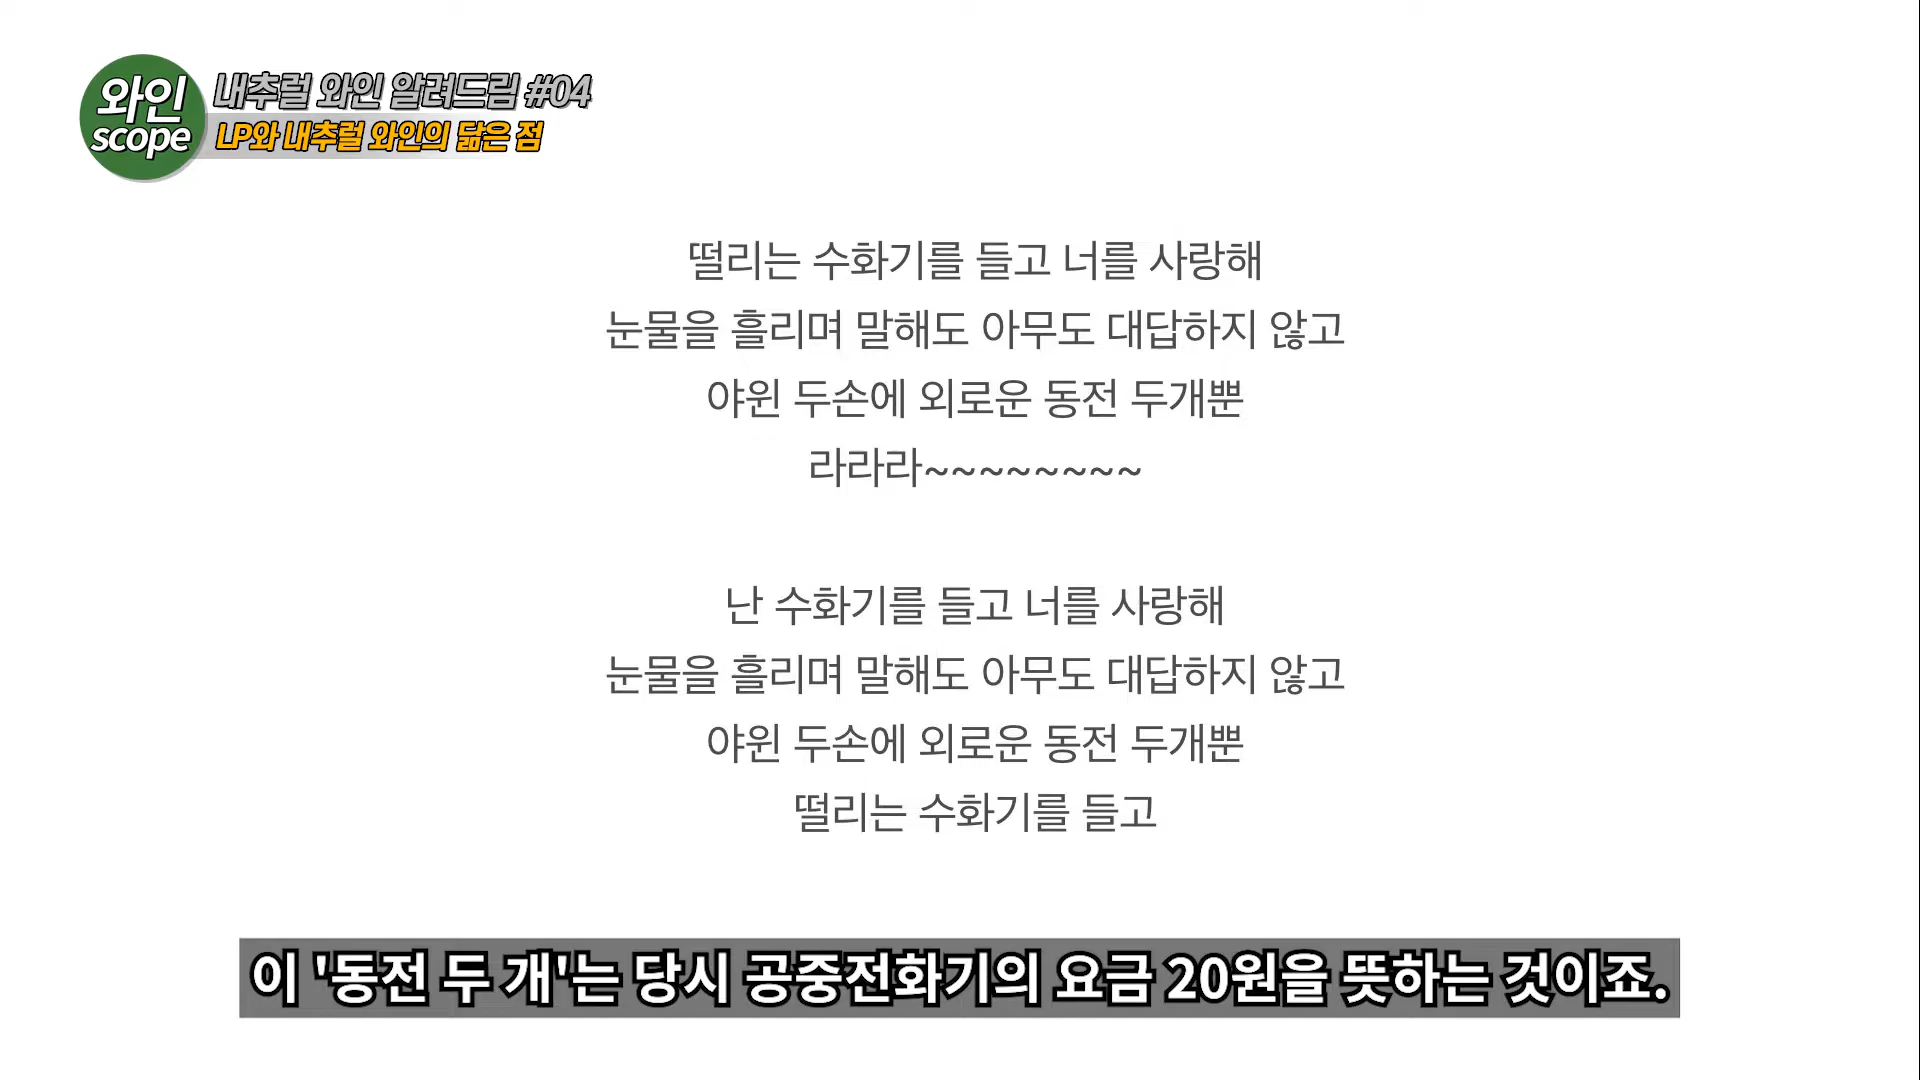 와인
scope
내추럴 와인 알려드림 #04
LP와 내추럴 와인의 닮은 점
떨리는 수화기를 들고 너를 사랑해
눈물을 흘리며 말해도 아무도 대답하지 않고
야윈 두손에 외로운 동전 두개뿐
라라라~~~~~~~~
난 수화기를 들고 너를 사랑해
눈물을 흘리며 말해도 아무도 대답하지 않고
야윈 두손에 외로운 동전 두개뿐
떨리는 수화기를 들고
이 '동전 두 개'는 당시 공중전화기의 요금 20원을 뜻하는 것이죠.